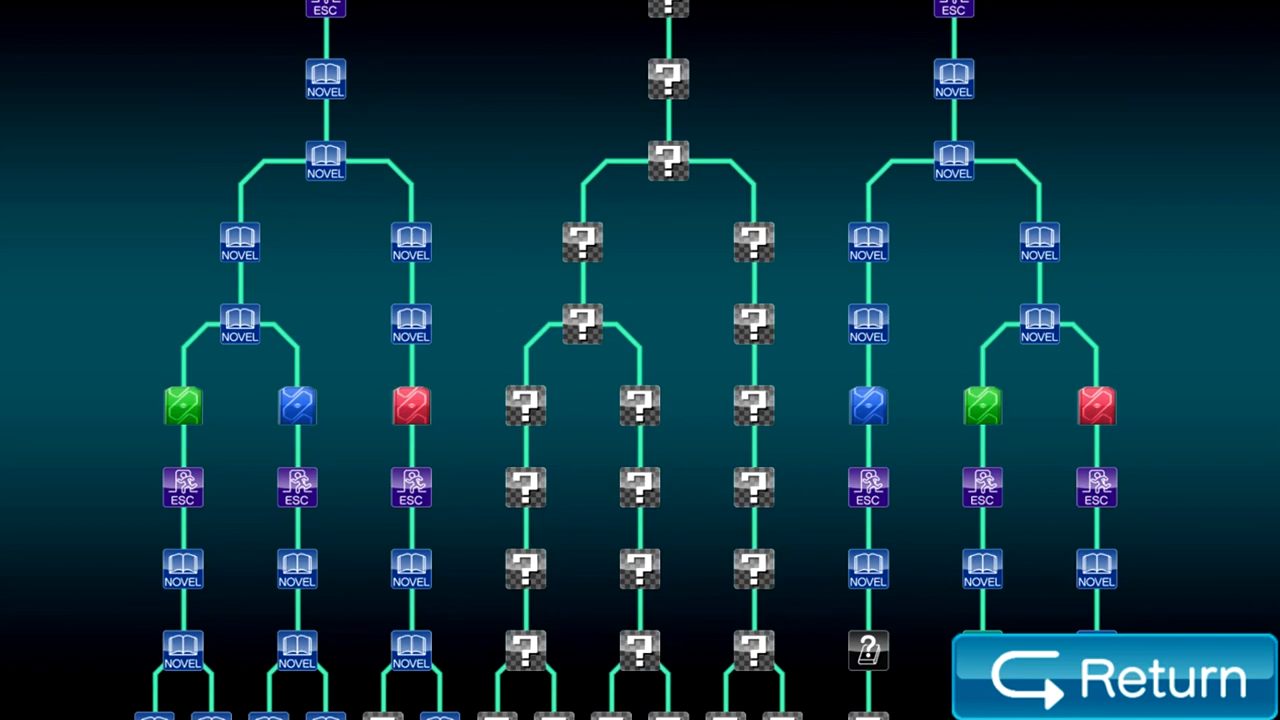 ESC ? ESC
NOVEL ? NOVEL
NOVEL ? NOVEL
NOVEL NOVEL ? ? NOVEL NOVEL
NOVEL NOVEL ? ? NOVEL NOVEL
? ? ?
ESC ESC ESC ? ? ? ESC ESC ESC
NOVEL NOVEL NOVEL ? ? ? NOVEL NOVEL NOVEL
NOVEL NOVEL NOVEL ? ? ? ?
Return